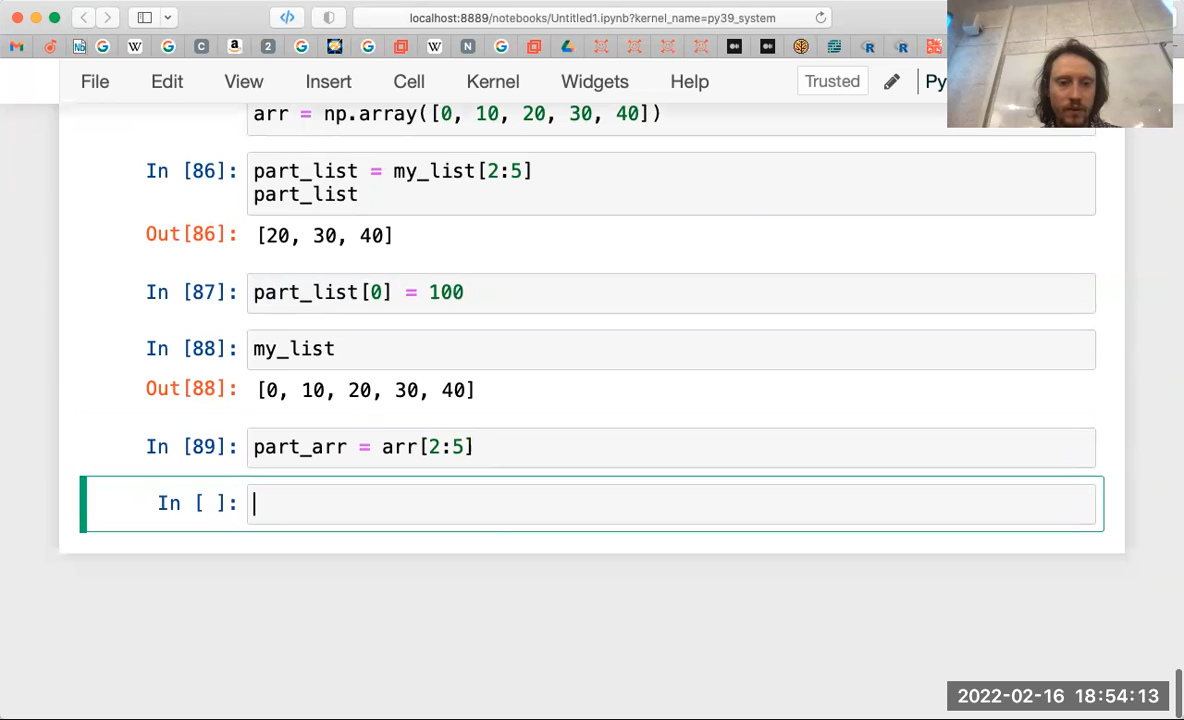 localhost:8889/notebooks/Untitled1.ipynb?kernel_name=py39_system
File Edit View Insert Cell Kernel Widgets Help Trusted Py
arr = np.array([0, 10, 20, 30, 40])
In [86]: part_list = my_list[2:5]
part_list
Out[86]: [20, 30, 40]
In [87]: part_list[0] = 100
In [88]: my_list
Out[88]: [0, 10, 20, 30, 40]
In [89]: part_arr = arr[2:5]
In [ ]:
2022-02-16 18:54:13